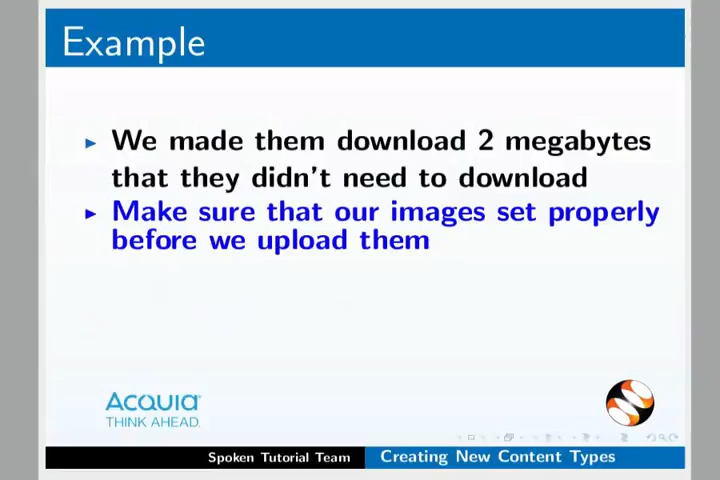 Example
We made them download 2 megabytes
that they didn't need to download
Make sure that our images set properly
before we upload them
Acquia
THINK AHEAD.
Spoken Tutorial Team
Creating New Content Types